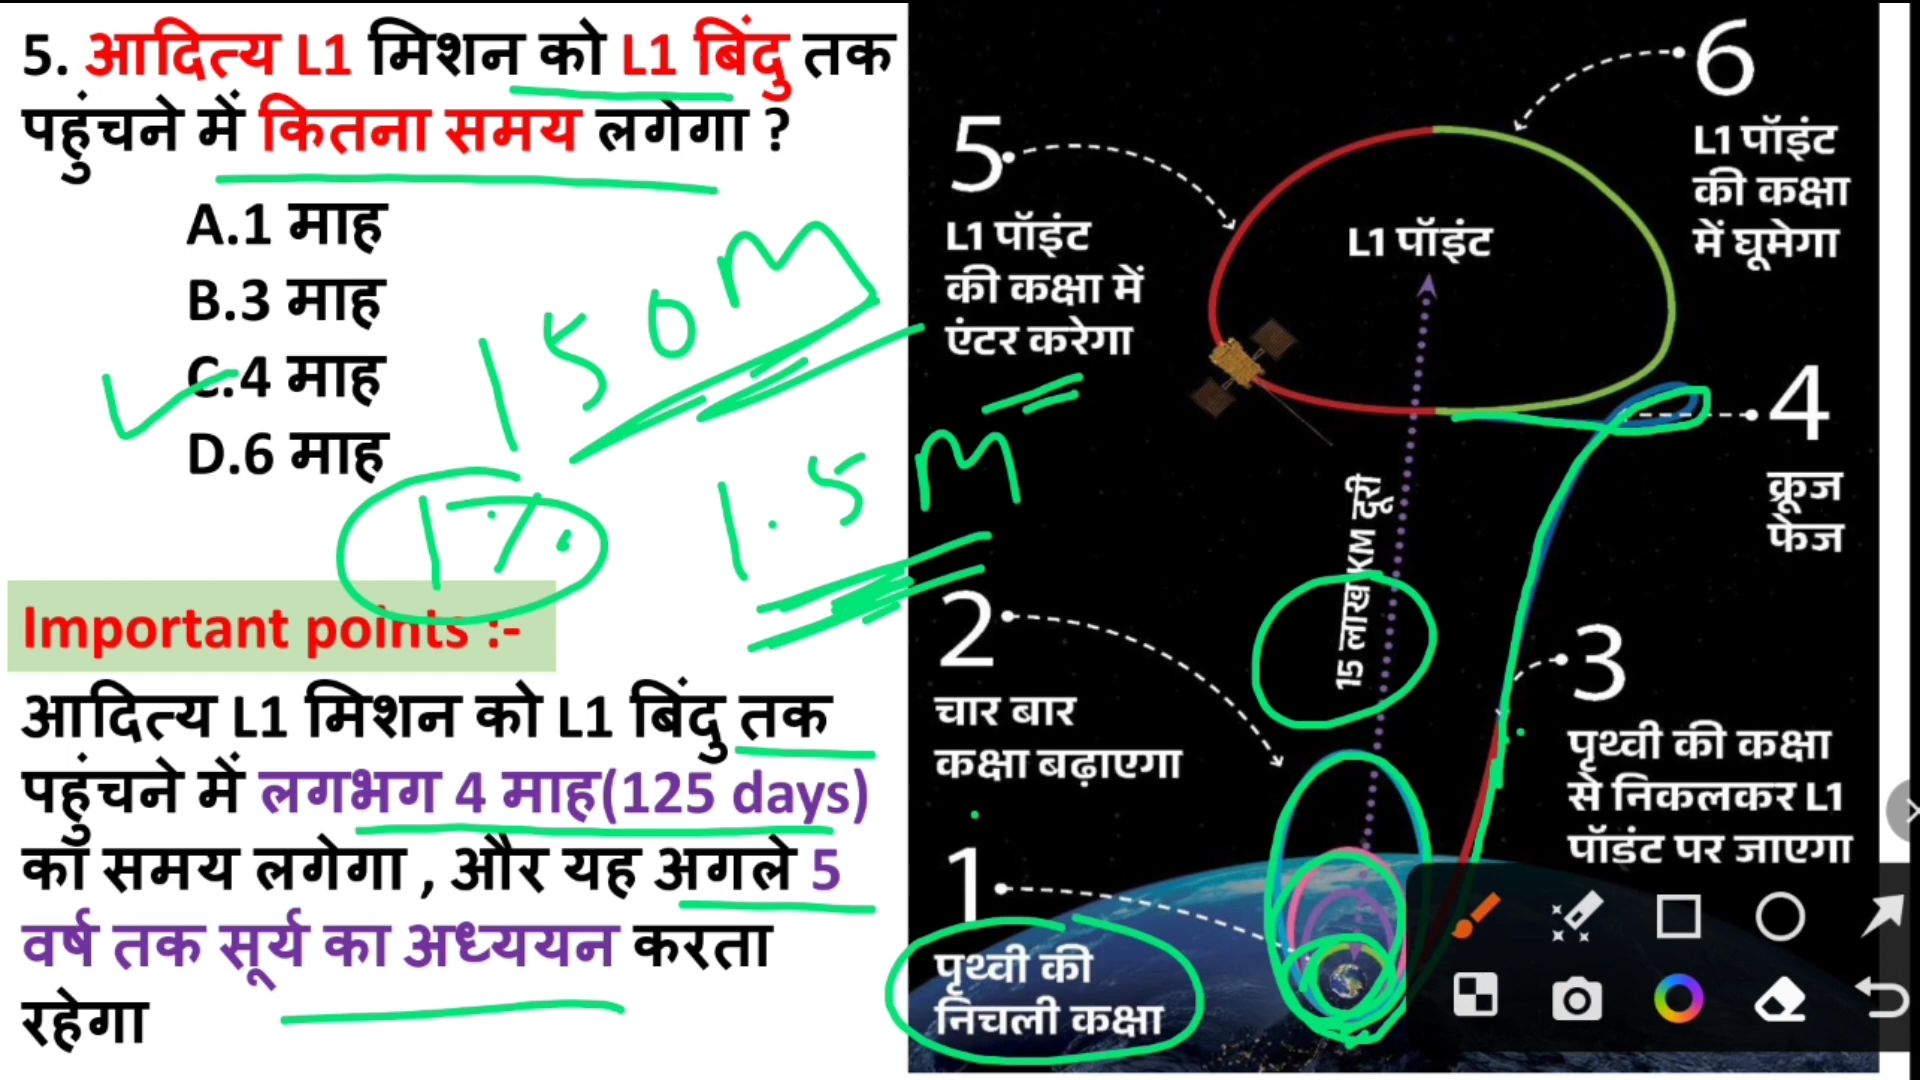 5. आदित्य L1 मिशन को L1 बिंदु तक
पहुंचने में कितना समय लगेगा ?
A.1 माह
B.3 माह
C.4 माह
D.6 माह
150 M
1%
1.5 M
Important points :-
आदित्य L1 मिशन को L1 बिंदु तक
पहुंचने में लगभग 4 माह(125 days)
का समय लगेगा , और यह अगले 5
वर्ष तक सूर्य का अध्ययन करता
रहेगा
6
L1 पॉइंट
की कक्षा
में घूमेगा
5
L1 पॉइंट
की कक्षा में
एंटर करेगा
L1 पॉइंट
4
क्रूज
फेज
15 लाख KM दूरी
2
चार बार
कक्षा बढ़ाएगा
3
पृथ्वी की कक्षा
से निकलकर L1
पॉइंट पर जाएगा
1
पृथ्वी की
निचली कक्षा